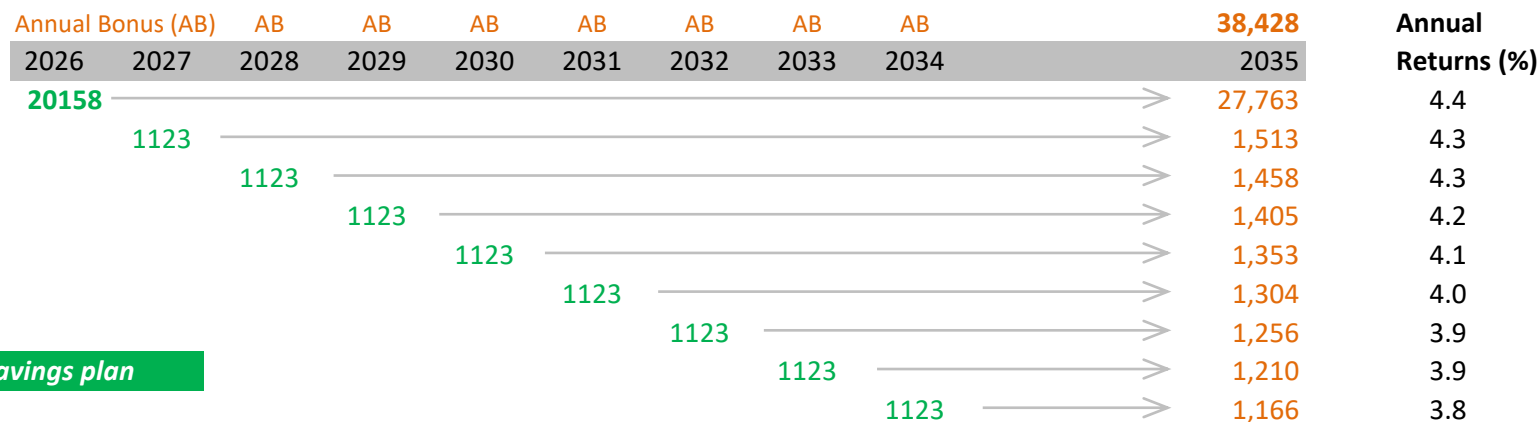 Annual Bonus (AB) AB AB AB AB AB AB AB 38,428 Annual
2026 2027 2028 2029 2030 2031 2032 2033 2034 2035 Returns (%)
20158 27,763 4.4
1123 1,513 4.3
1123 1,458 4.3
1123 1,405 4.2
1123 1,353 4.1
1123 1,304 4.0
1123 1,256 3.9
avings plan 1123 1,210 3.9
1123 1,166 3.8